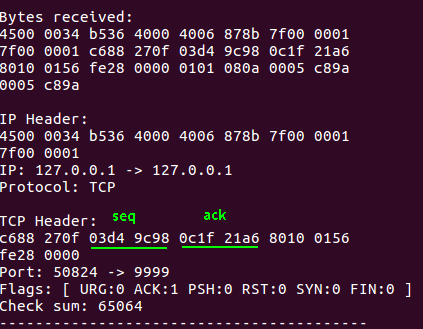 Bytes received:
4500 0034 b536 4000 4006 878b 7f00 0001
7f00 0001 c688 270f 03d4 9c98 0c1f 21a6
8010 0156 fe28 0000 0101 080a 0005 c89a
0005 c89a
IP Header:
4500 0034 b536 4000 4006 878b 7f00 0001
7f00 0001
IP: 127.0.0.1 -> 127.0.0.1
Protocol: TCP
TCP Header: seq ack
c688 270f 03d4 9c98 0c1f 21a6 8010 0156
fe28 0000
Port: 50824 -> 9999
Flags: [ URG:0 ACK:1 PSH:0 RST:0 SYN:0 FIN:0 ]
Check sum: 65064
-----------------------------------------